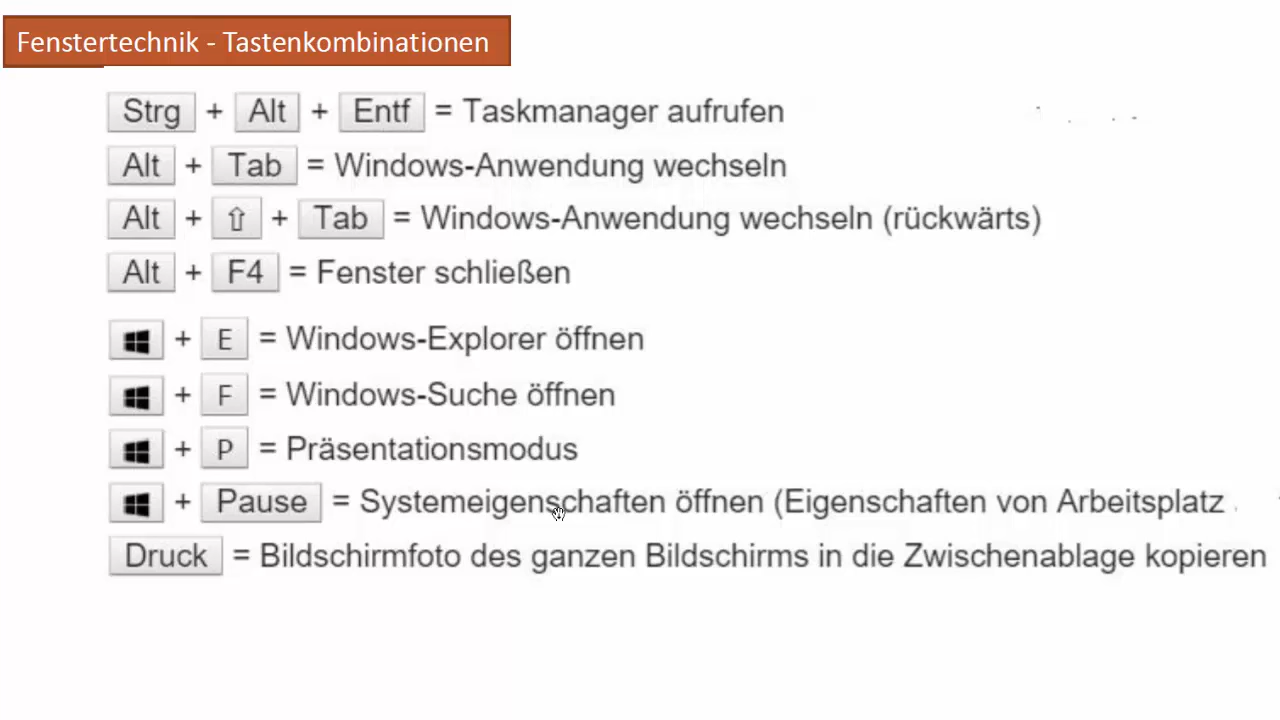 Fenstertechnik - Tastenkombinationen
Strg + Alt + Entf = Taskmanager aufrufen
Alt + Tab = Windows-Anwendung wechseln
Alt + ⇧ + Tab = Windows-Anwendung wechseln (rückwärts)
Alt + F4 = Fenster schließen
+ E = Windows-Explorer öffnen
+ F = Windows-Suche öffnen
+ P = Präsentationsmodus
+ Pause = Systemeigenschaften öffnen (Eigenschaften von Arbeitsplatz
Druck = Bildschirmfoto des ganzen Bildschirms in die Zwischenablage kopieren